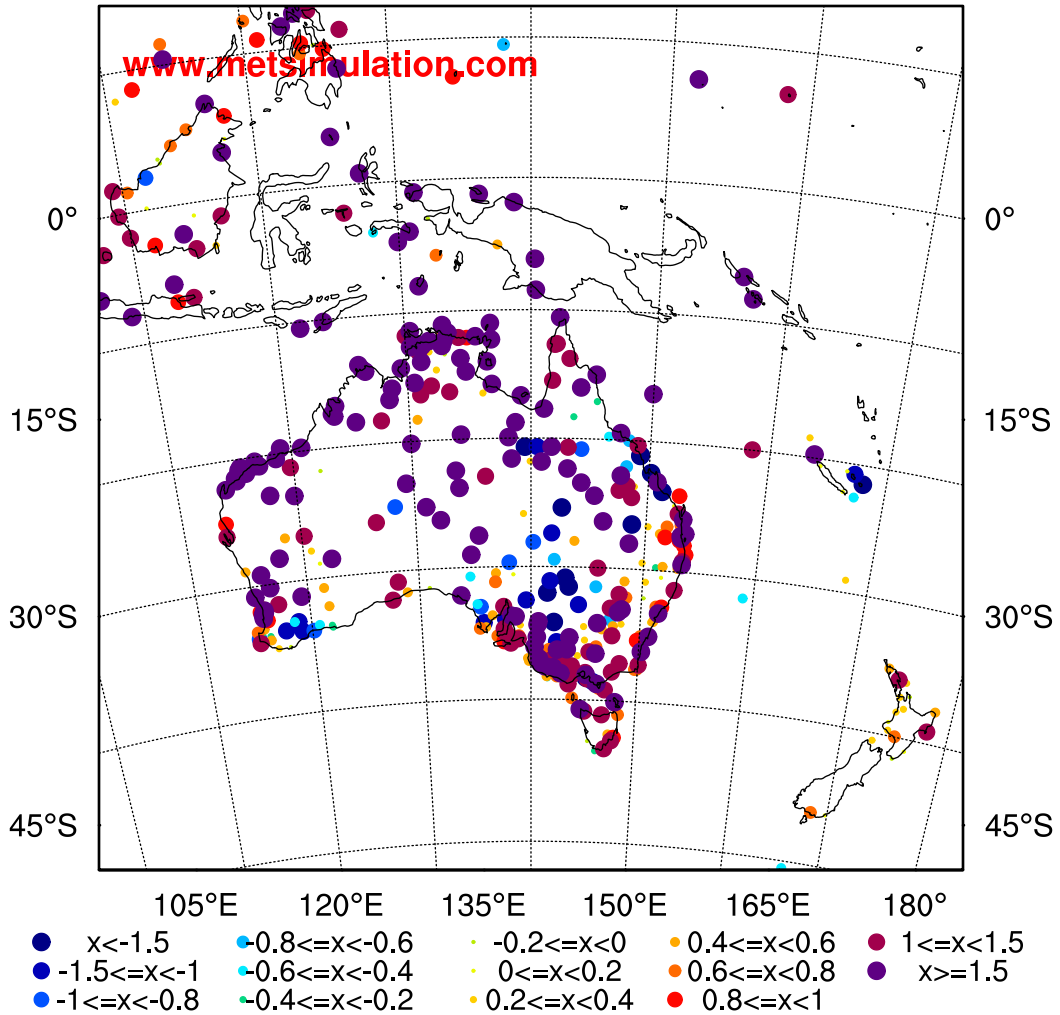 www.metsimulation.com
0° 0°
15°S 15°S
30°S 30°S
45°S 45°S
105°E 120°E 135°E 150°E 165°E 180°
x<-1.5 -0.8<=x<-0.6 -0.2<=x<0 0.4<=x<0.6 1<=x<1.5
-1.5<=x<-1 -0.6<=x<-0.4 0<=x<0.2 0.6<=x<0.8 x>=1.5
-1<=x<-0.8 -0.4<=x<-0.2 0.2<=x<0.4 0.8<=x<1